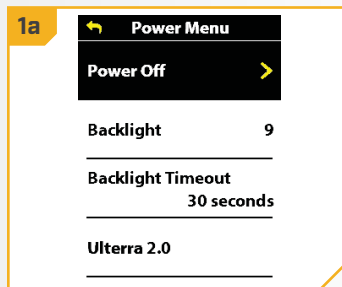 1a
Power Menu
Power Off
Backlight 9
Backlight Timeout
30 seconds
Ulterra 2.0